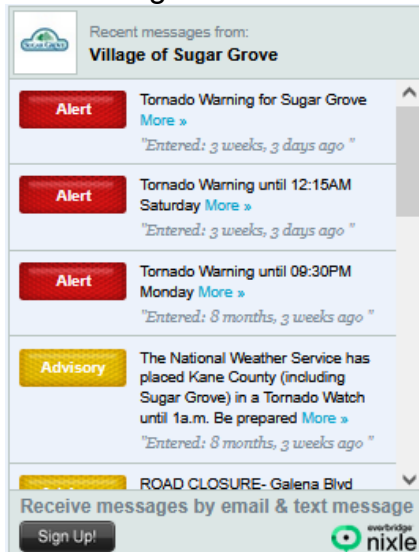 Recent messages from:
Village of Sugar Grove
Alert
Tornado Warning for Sugar Grove
More »
"Entered: 3 weeks, 3 days ago "
Alert
Tornado Warning until 12:15AM
Saturday More »
"Entered: 3 weeks, 3 days ago "
Alert
Tornado Warning until 09:30PM
Monday More »
"Entered: 8 months, 3 weeks ago "
Advisory
The National Weather Service has
placed Kane County (including
Sugar Grove) in a Tornado Watch
until 1a.m. Be prepared More »
"Entered: 8 months, 3 weeks ago "
ROAD CLOSURE- Galena Blvd
Receive messages by email & text message
Sign Up!
everbridge
nixle